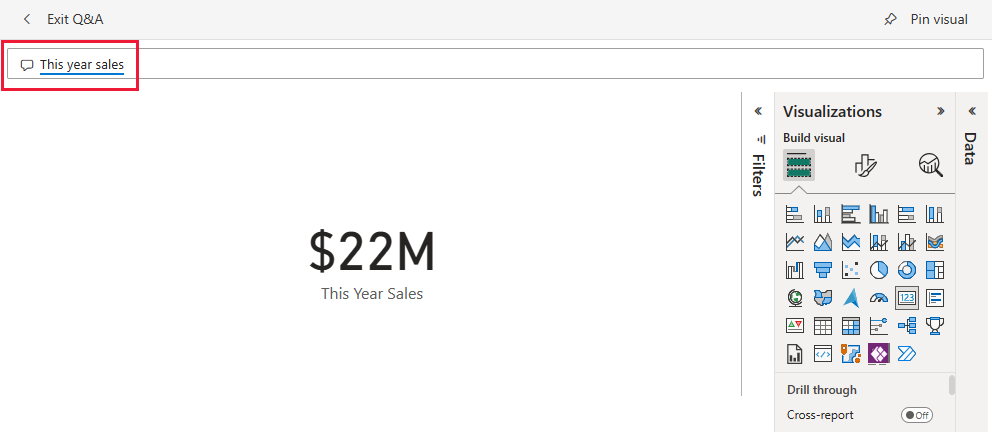 Exit Q&A
Pin visual
This year sales
$22M
This Year Sales
Filters
Visualizations
Build visual
123
Drill through
Cross-report
Off
Data